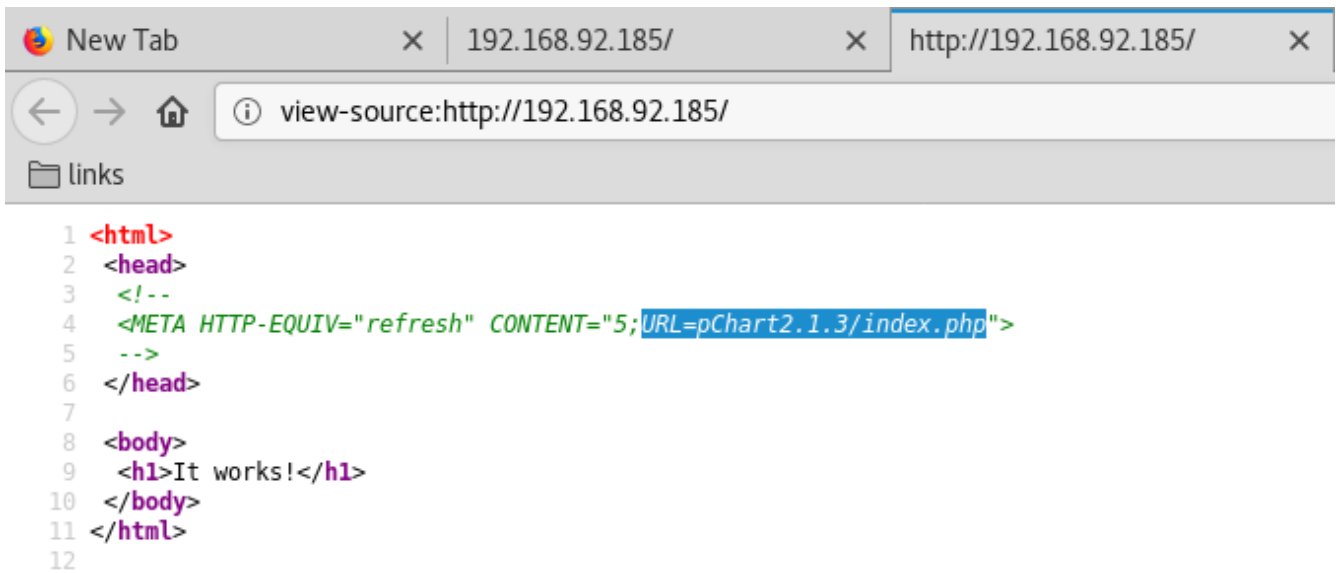 New Tab × 192.168.92.185/ × http://192.168.92.185/ ×
view-source:http://192.168.92.185/
links
1 <html>
2 <head>
3 <!--
4 <META HTTP-EQUIV="refresh" CONTENT="5;URL=pChart2.1.3/index.php">
5 -->
6 </head>
7
8 <body>
9 <h1>It works!</h1>
10 </body>
11 </html>
12